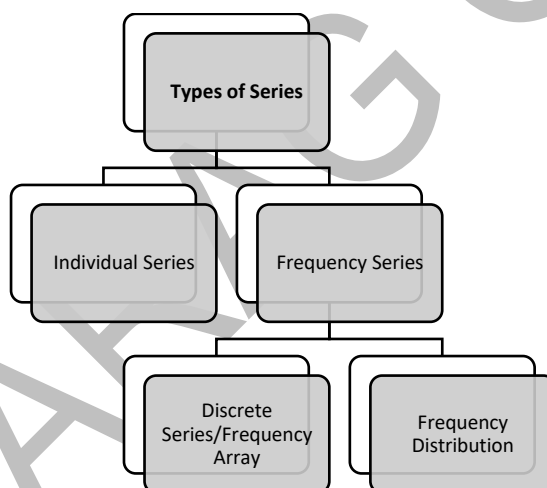 Types of Series
Individual Series
Frequency Series
Discrete
Series/Frequency
Array
Frequency
Distribution